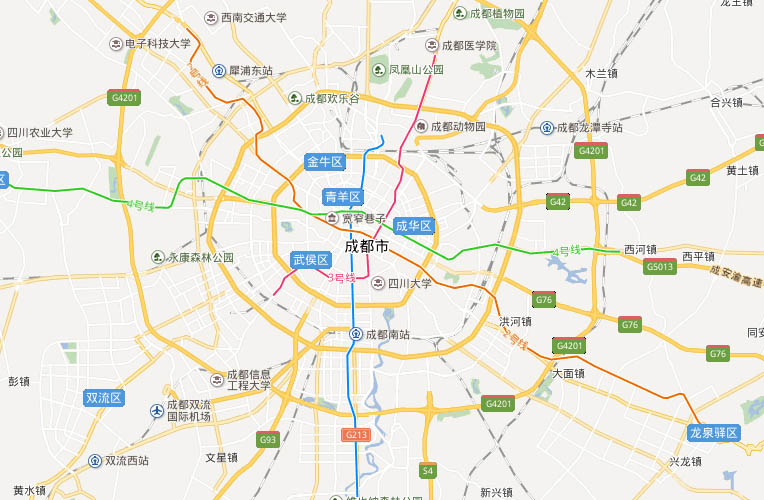 西南交通大学
成都植物园
龙王镇
电子科技大学
成都医学院
犀浦东站
凤凰山公园
木兰镇
2号线
G4201
成都欢乐谷
合兴镇
四川农业大学
成都动物园
成都龙潭寺站
公园
金牛区
G4201
黄土镇
G42
区
青羊区
G42
G42
4号线
宽窄巷子
成华区
成都市
永康森林公园
武侯区
4号线
西河镇
西平镇
G5013
成安渝高速
3号线
四川大学
G76
洪河镇
G76
成都南站
2号线
G4201
G76
同安
彭镇
成都信息
工程大学
大面镇
双流区
成都双流
国际机场
G4201
G213
G93
龙泉驿区
双流西站
文星镇
S4
兴龙镇
黄水镇
新兴镇